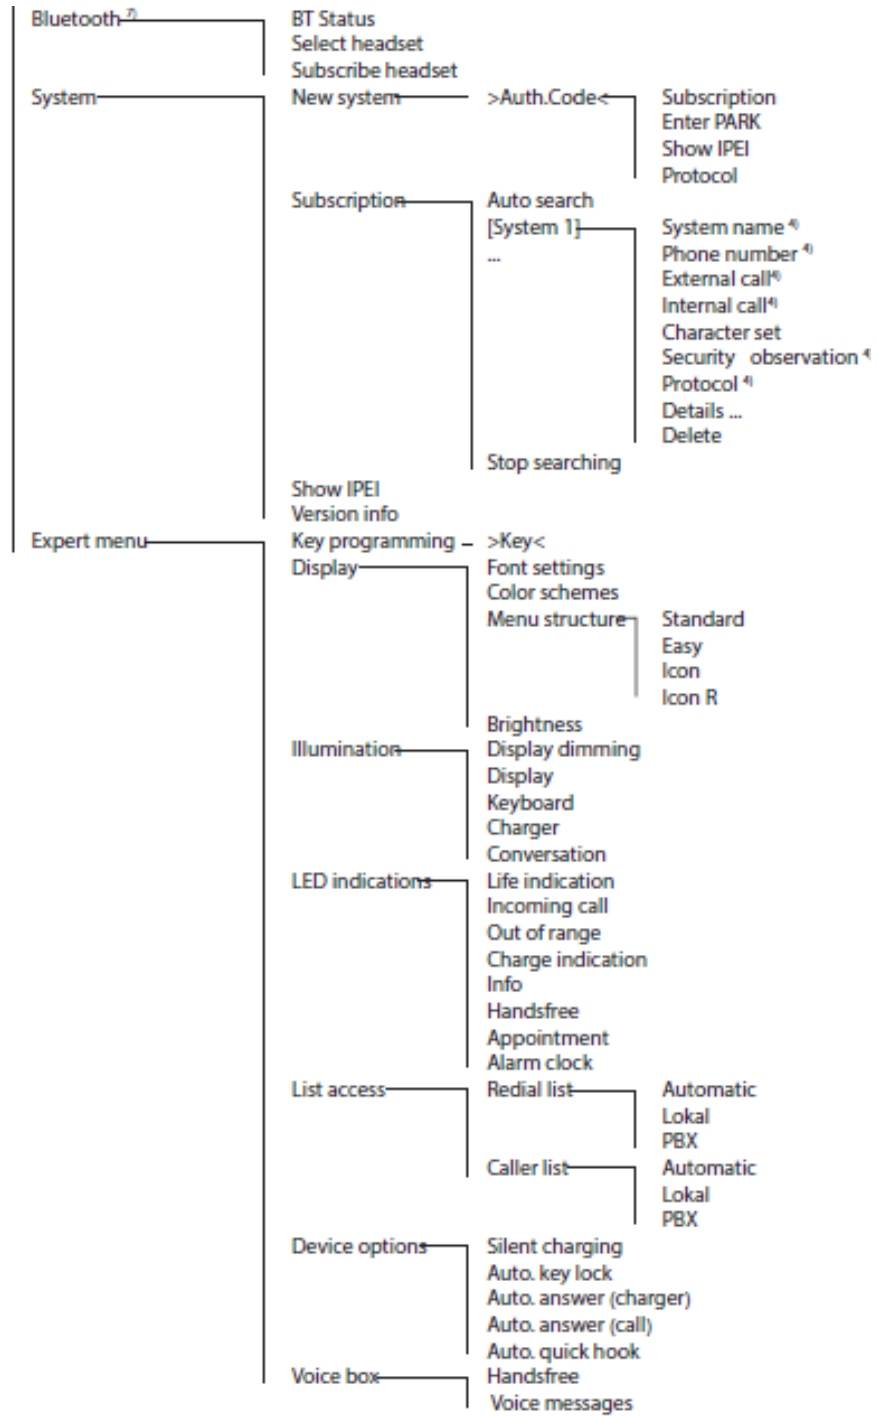 Bluetooth 7) BT Status
Select headset
Subscribe headset
System New system >Auth.Code< Subscription
Enter PARK
Show IPEI
Protocol
Subscription Auto search
[System 1] System name 4)
... Phone number 4)
External call4)
Internal call4)
Character set
Security observation 4)
Protocol 4)
Details ...
Delete
Stop searching
Show IPEI
Version info
Expert menu Key programming >Key<
Display Font settings
Color schemes
Menu structure Standard
Easy
Icon
Icon R
Brightness
Illumination Display dimming
Display
Keyboard
Charger
Conversation
LED indications Life indication
Incoming call
Out of range
Charge indication
Info
Handsfree
Appointment
Alarm clock
List access Redial list Automatic
Lokal
PBX
Caller list Automatic
Lokal
PBX
Device options Silent charging
Auto. key lock
Auto. answer (charger)
Auto. answer (call)
Auto. quick hook
Voice box Handsfree
Voice messages